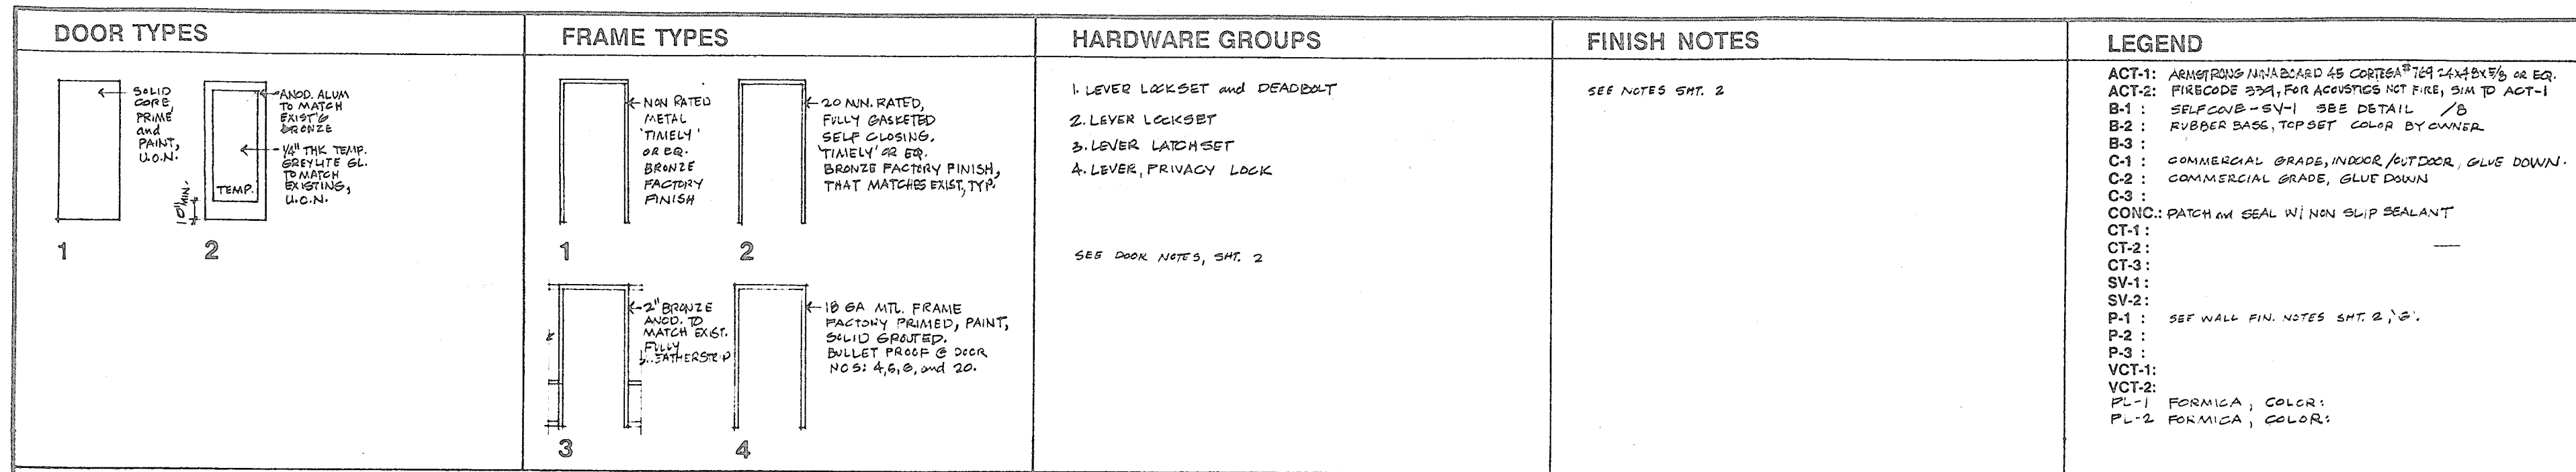 DOOR TYPES
SOLID
CORE,
PRIME
and
PAINT,
U.O.N.
ANOD. ALUM
TO MATCH
EXIST'G
BRONZE
1/4" THK TEMP.
GREYLITE GL.
TO MATCH
EXISTING,
U.O.N.
TEMP.
10" MIN.
1
2
FRAME TYPES
NON RATED
METAL
'TIMELY'
OR EQ.
BRONZE
FACTORY
FINISH
20 MIN. RATED,
FULLY GASKETED
SELF CLOSING.
'TIMELY' OR EQ.
BRONZE FACTORY FINISH,
THAT MATCHES EXIST, TYP.
1
2
2" BRONZE
ANOD. TO
MATCH EXIST.
FULLY
18 GA MTL. FRAME
FACTORY PRIMED, PAINT,
SOLID GROUTED.
BULLET PROOF @ DOOR
NOS: 4, and 20.
3
4
HARDWARE GROUPS
1. LEVER LOCKSET and DEADBOLT
2. LEVER LOCKSET
3. LEVER LATCHSET
4. LEVER, PRIVACY LOCK
SEE DOOR NOTES, SHT. 2
FINISH NOTES
SEE NOTES SHT. 2
LEGEND
ACT-1: ARMSTRONG 45 CORTEGA #769 24x48x5/8 OR EQ.
ACT-2: FIRECODE FOR ACOUSTICS NOT FIRE, SIM TO ACT-1
B-1 : SELFCOVE-SV-1 SEE DETAIL /8
B-2 : RUBBER BASE, TOPSET COLOR BY OWNER
B-3 :
C-1 : COMMERCIAL GRADE, INDOOR/OUTDOOR, GLUE DOWN.
C-2 : COMMERCIAL GRADE, GLUE DOWN
C-3 :
CONC.: PATCH and SEAL W/ NON SLIP SEALANT
CT-1 :
CT-2 :
CT-3 :
SV-1 :
SV-2 :
P-1 : SEE WALL FIN. NOTES SHT. 2,
P-2 :
P-3 :
VCT-1:
VCT-2:
PL-1 FORMICA, COLOR:
PL-2 FORMICA, COLOR: